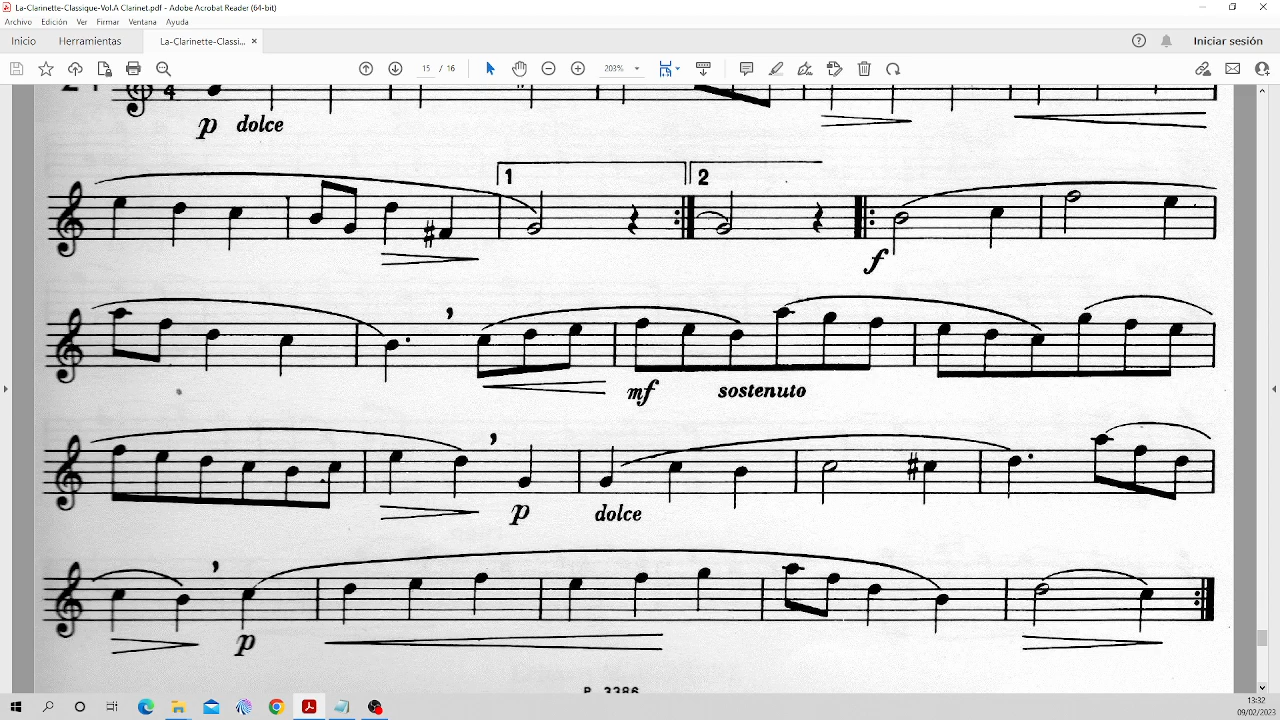 La-Clarinette-Classique-Vol.A Clarinet.pdf - Adobe Acrobat Reader (64-bit)
Archivo Edición Ver Firmar Ventana Ayuda
Inicio Herramientas La-Clarinette-Classi... ×
15 / 16 203%
Iniciar sesión
4
p dolce
1 2
f
mf sostenuto
p dolce
p
P 3386
13:32
09/02/2023